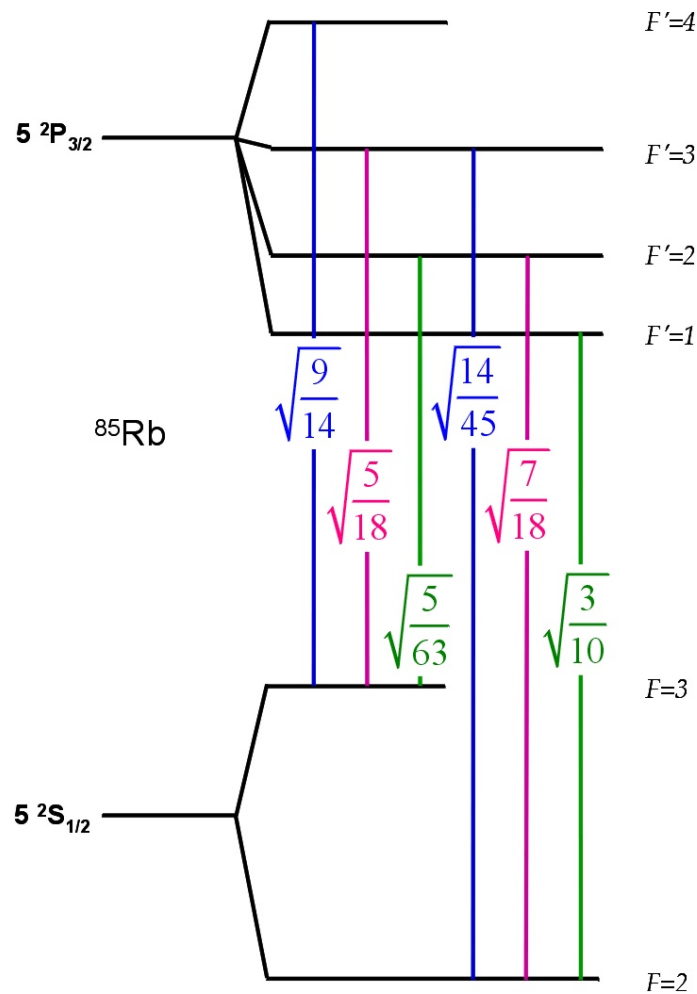 F′=4
5 ²P₃/₂
F′=3
F′=2
F′=1
√(9/14)
√(14/45)
⁸⁵Rb
√(5/18)
√(7/18)
√(5/63)
√(3/10)
F=3
5 ²S₁/₂
F=2